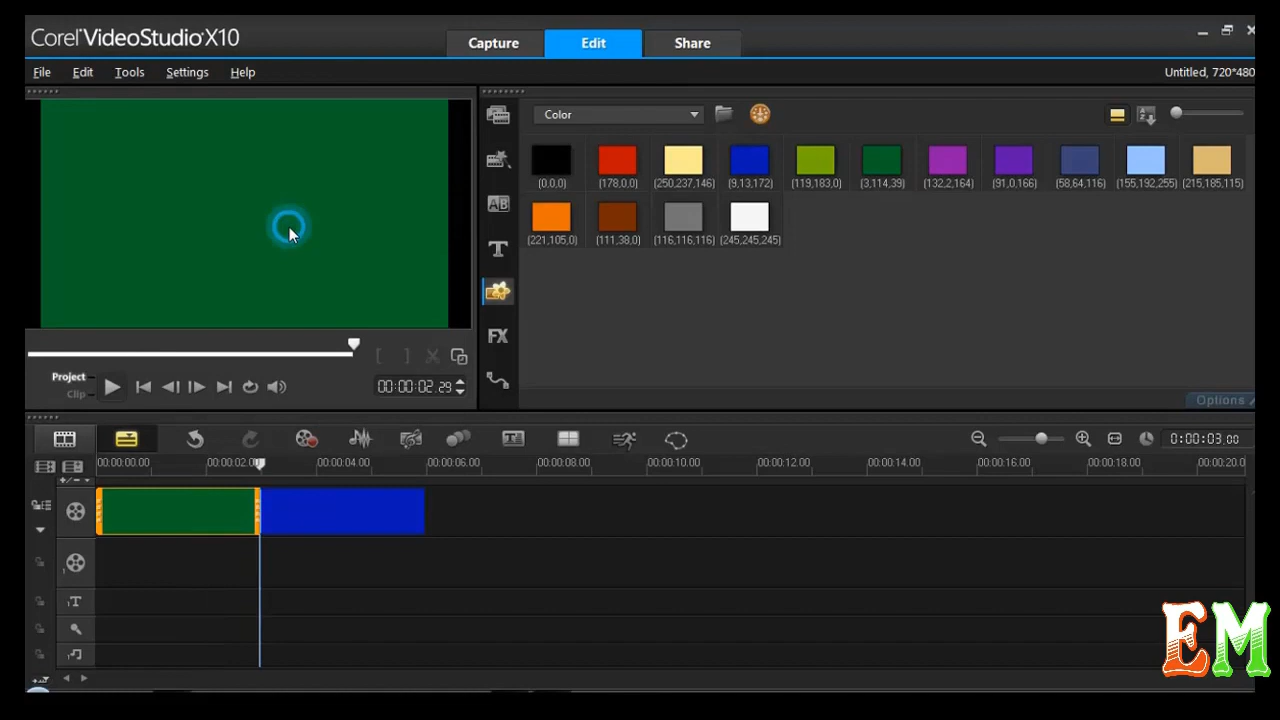 Corel VideoStudio X10
Capture Edit Share
File Edit Tools Settings Help
Untitled, 720*480
Color
(0,0,0) (178,0,0) (250,237,146) (9,13,172) (119,183,0) (3,114,39) (132,2,164) (91,0,166) (58,64,116) (155,192,255) (215,185,115)
(221,105,0) (111,38,0) (116,116,116) (245,245,245)
AB
T
FX
Project
Clip
00:00:02.29
Options
0:00:03.00
00:00:00.00 00:00:02.00 00:00:04.00 00:00:06.00 00:00:08.00 00:00:10.00 00:00:12.00 00:00:14.00 00:00:16.00 00:00:18.00 00:00:20.0
1
1T
EM